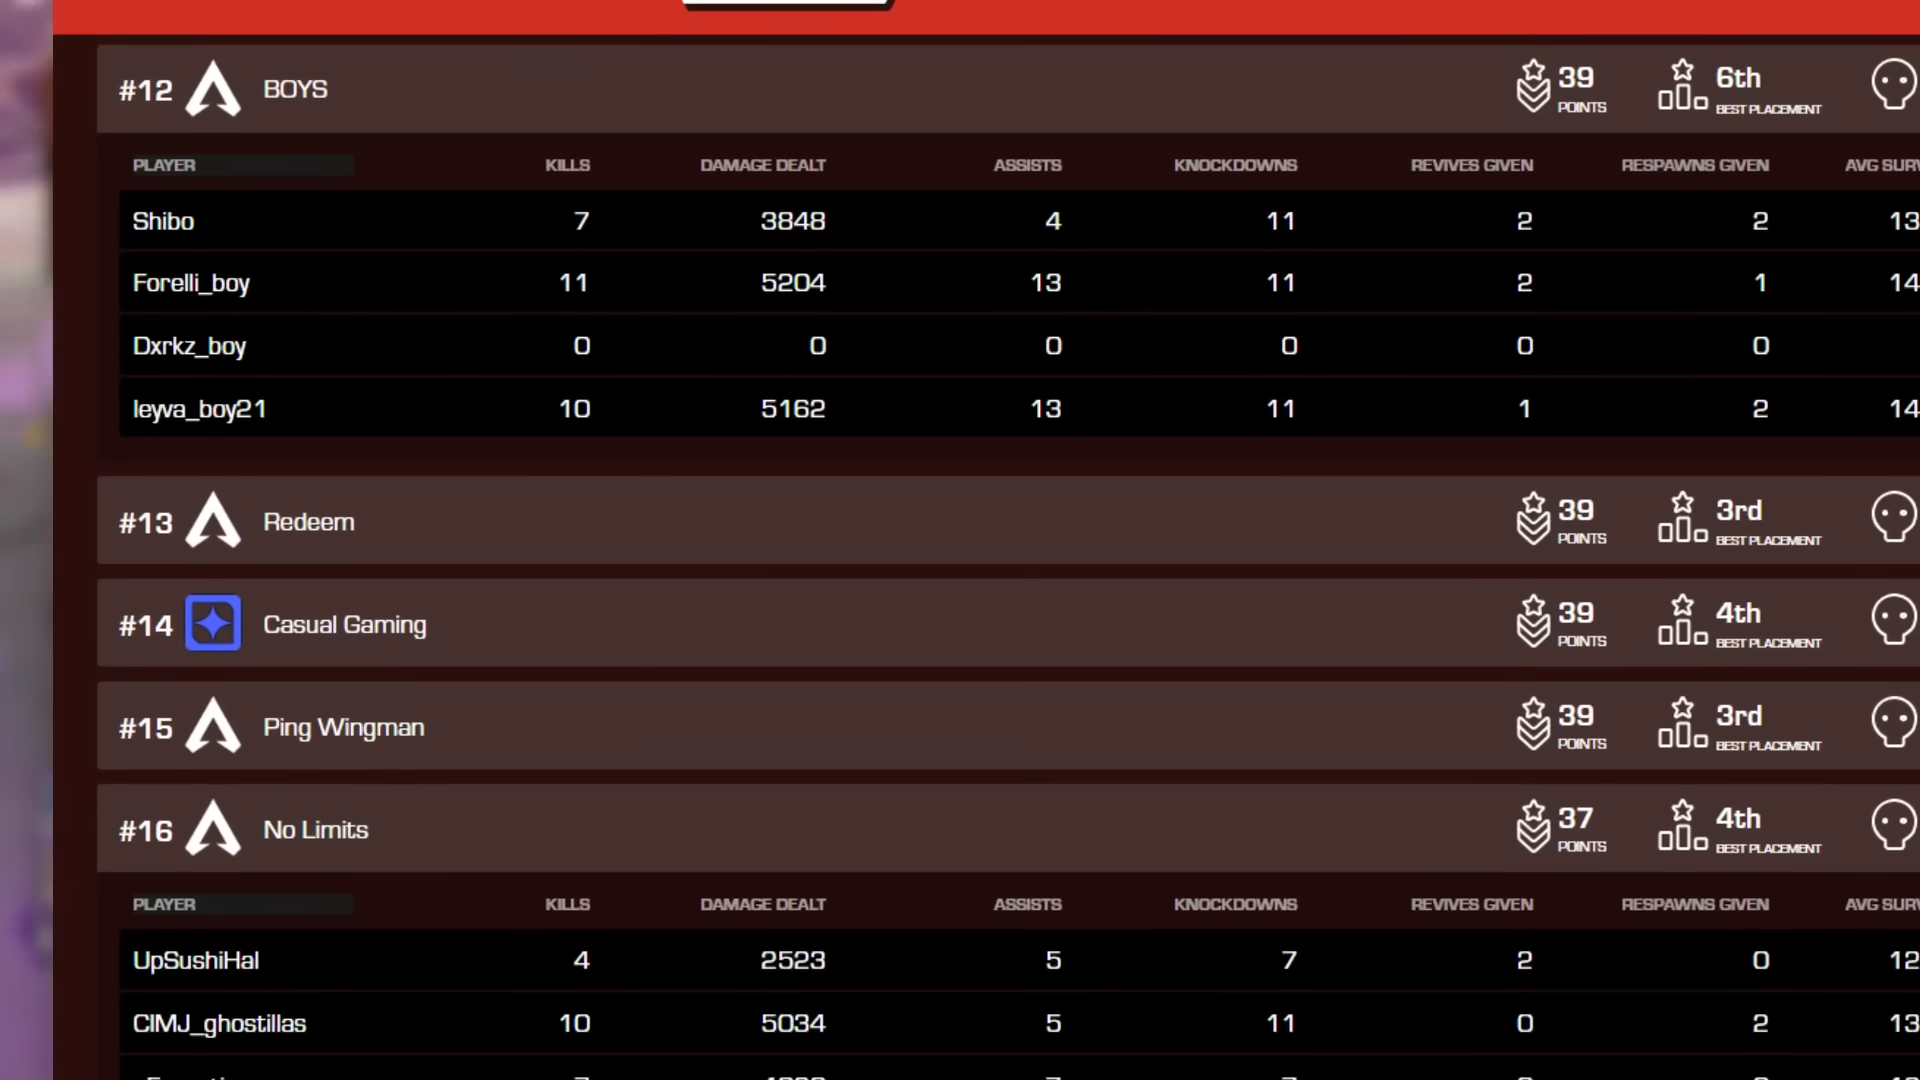 #12 BOYS 39 POINTS 6th BEST PLACEMENT
PLAYER KILLS DAMAGE DEALT ASSISTS KNOCKDOWNS REVIVES GIVEN RESPAWNS GIVEN AVG
Shibo 7 3848 4 11 2 2 13
Forelli_boy 11 5204 13 11 2 1 14
Dxrkz_boy 0 0 0 0 0 0
leyva_boy21 10 5162 13 11 1 2 14
#13 Redeem 39 POINTS 3rd BEST PLACEMENT
#14 Casual Gaming 39 POINTS 4th BEST PLACEMENT
#15 Ping Wingman 39 POINTS 3rd BEST PLACEMENT
#16 No Limits 37 POINTS 4th BEST PLACEMENT
PLAYER KILLS DAMAGE DEALT ASSISTS KNOCKDOWNS REVIVES GIVEN RESPAWNS GIVEN AVG
UpSushiHal 4 2523 5 7 2 0 12
CIMJ_ghostillas 10 5034 5 11 0 2 13